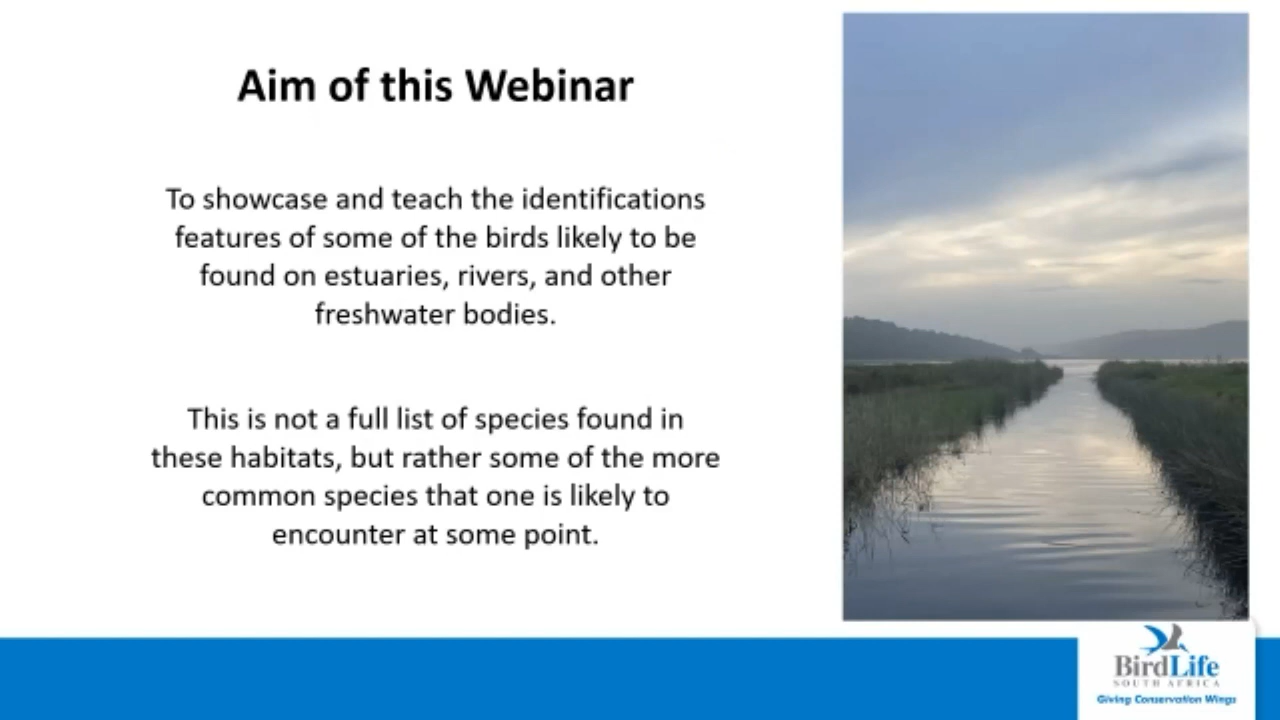 Aim of this Webinar
To showcase and teach the identifications
features of some of the birds likely to be
found on estuaries, rivers, and other
freshwater bodies.
This is not a full list of species found in
these habitats, but rather some of the more
common species that one is likely to
encounter at some point.
BirdLife
SOUTH AFRICA
Giving Conservation Wings